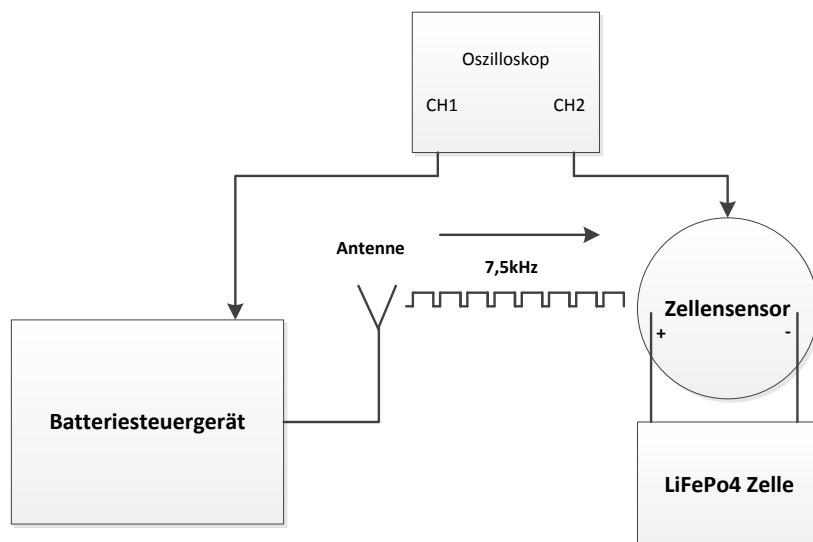 Oszilloskop
CH1 CH2
Antenne
7,5kHz
Zellensensor
+ -
Batteriesteuergerät
LiFePo4 Zelle